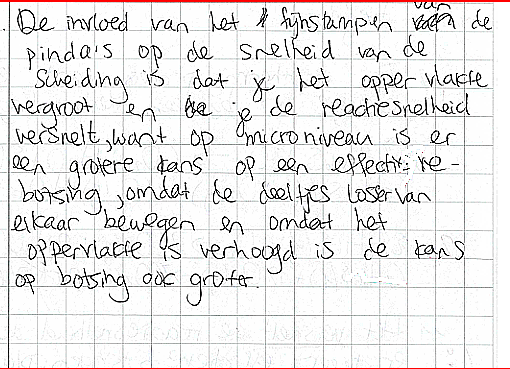 De invloed van het fijnstampen van de
pinda's op de snelheid van de
scheiding is dat je het oppervlakte
vergroot en je de reactiesnelheid
versnelt, want op microniveau is er
een grotere kans op een effectieve
botsing, omdat de deeltjes los van
elkaar bewegen en omdat het
oppervlakte is verhoogd is de kans
op botsing ook groter.